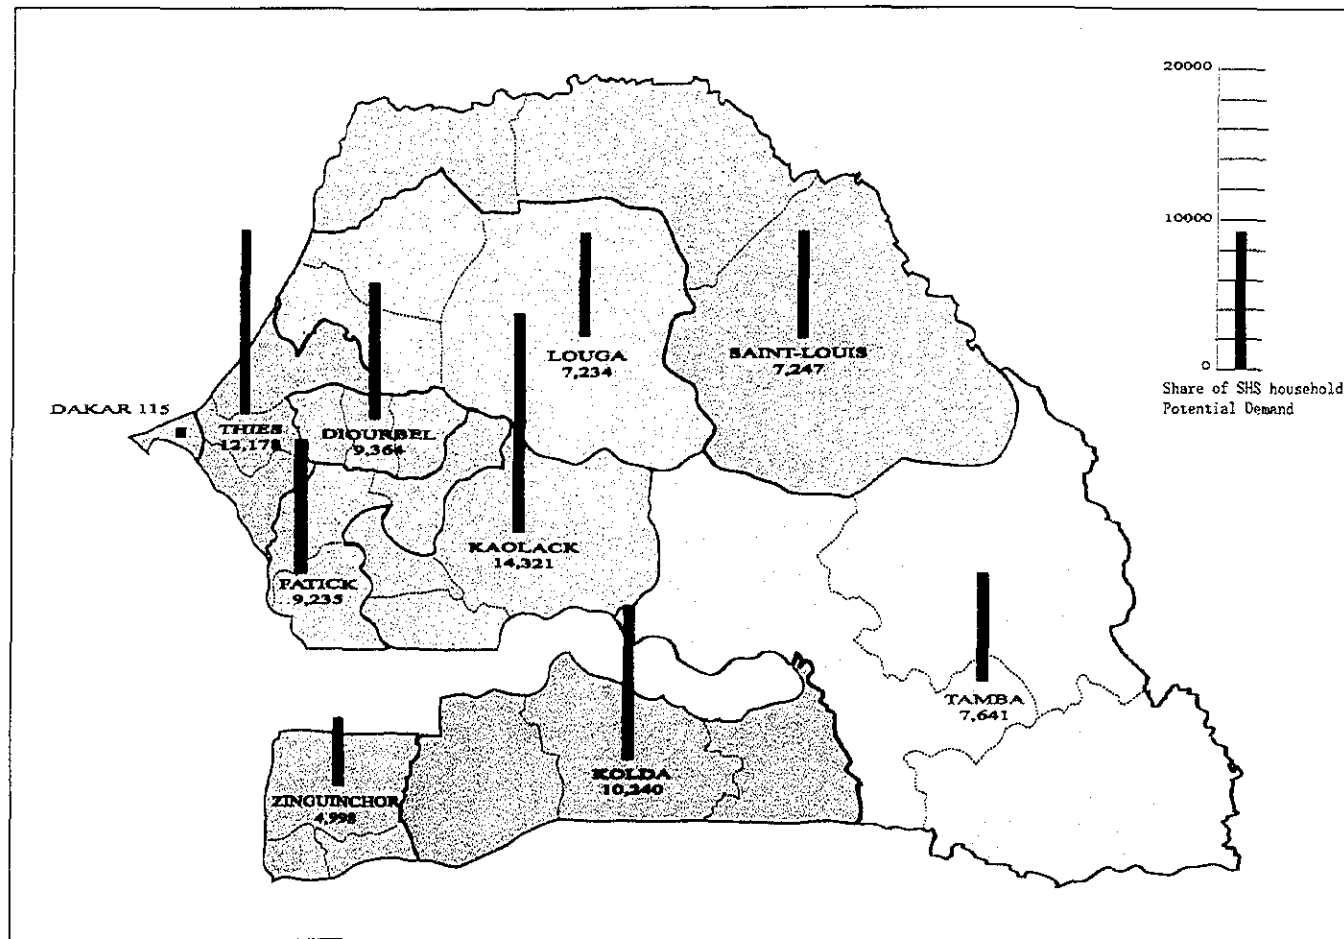 20000
10000
0
Share of SHS household
Potential Demand
LOUGA
7,234
SAINT-LOUIS
7,247
DAKAR 115
THIES
12,178
DIOURBEL
9,364
KAOLACK
14,321
FATICK
9,235
TAMBA
7,641
KOLDA
10,240
ZINGUINCHOR
4,998